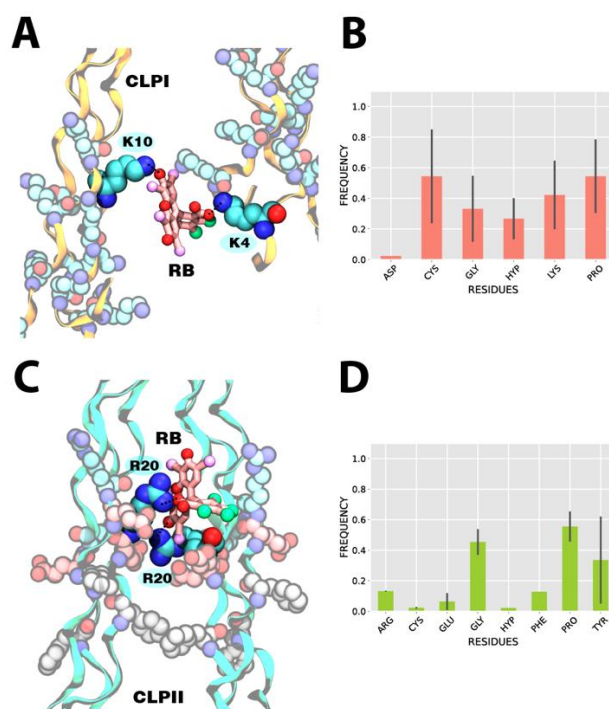 A
CLPI
K10
RB
K4
B
FREQUENCY
1.0
0.8
0.6
0.4
0.2
0.0
ASP
CYS
GLY
HYP
LYS
PRO
RESIDUES
C
RB
R20
R20
CLPII
D
FREQUENCY
1.0
0.8
0.6
0.4
0.2
0.0
ARG
CYS
GLU
GLY
HYP
PHE
PRO
TYR
RESIDUES